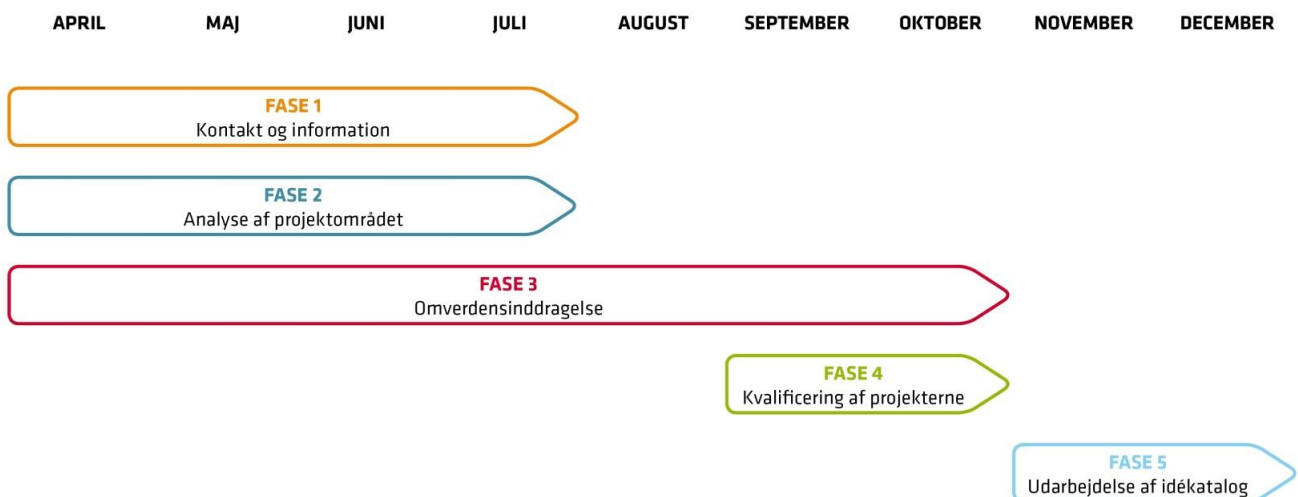 APRIL MAJ JUNI JULI AUGUST SEPTEMBER OKTOBER NOVEMBER DECEMBER
FASE 1
Kontakt og information
FASE 2
Analyse af projektområdet
FASE 3
Omverdensinddragelse
FASE 4
Kvalificering af projekterne
FASE 5
Udarbejdelse af idékatalog